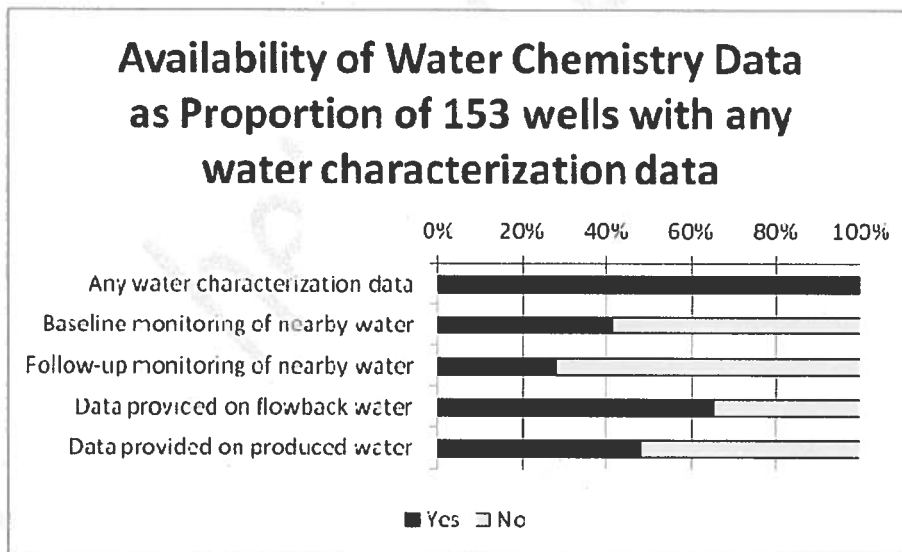 Availability of Water Chemistry Data
as Proportion of 153 wells with any
water characterization data
0% 20% 40% 60% 80% 100%
Any water characterization data
Baseline monitoring of nearby water
Follow-up monitoring of nearby water
Data provided on flowback water
Data provided on produced water
Yes No